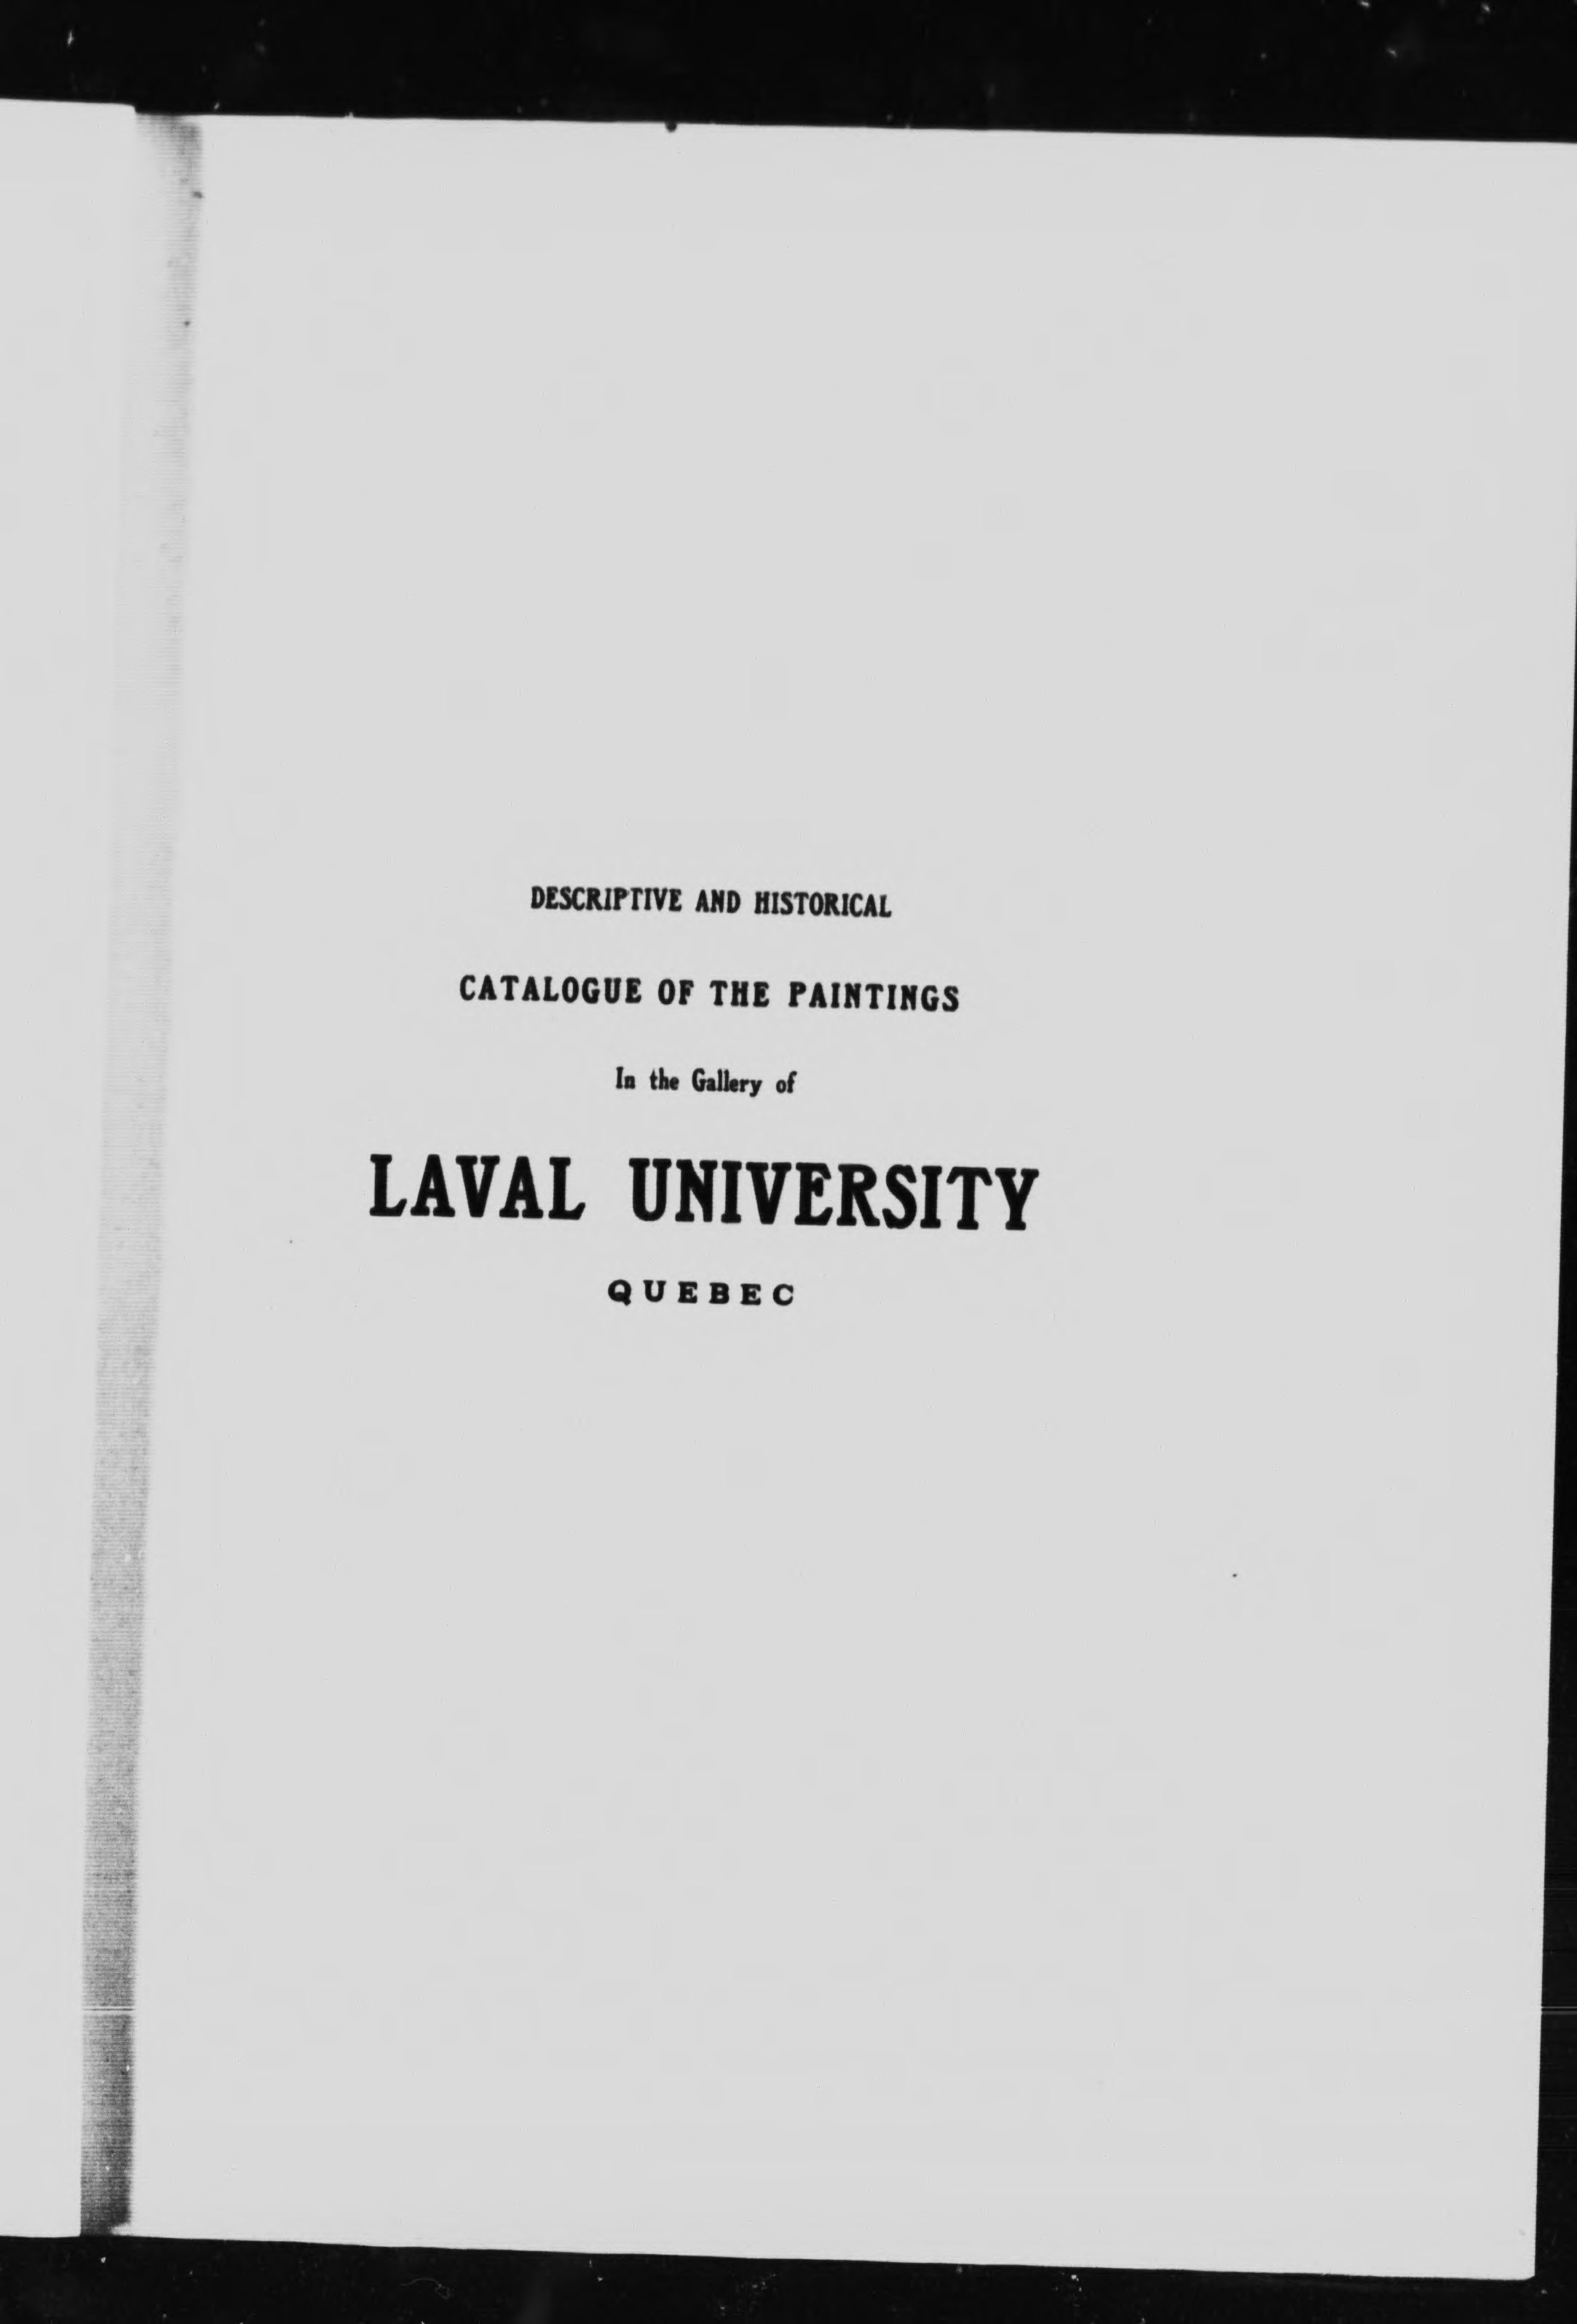 DESCRIPTIVE AND HISTORICAL
CATALOGUE OF THE PAINTINGS
In the Gallery of
LAVAL UNIVERSITY
QUEBEC